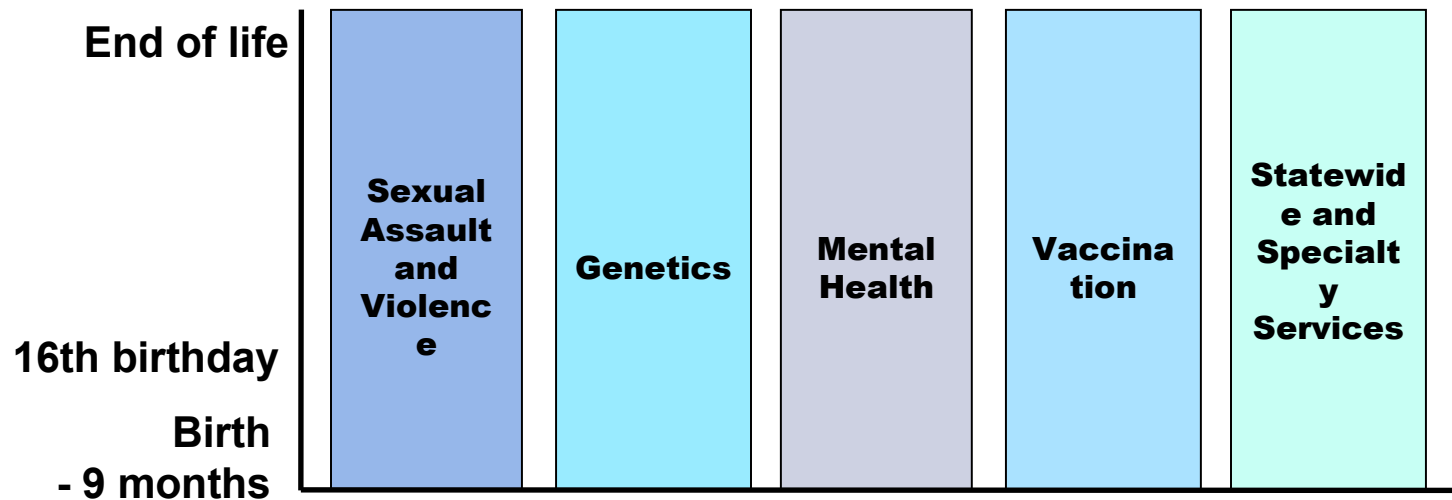 End of life
16th birthday
Birth
- 9 months
Sexual
Assault
and
Violenc
e
Genetics
Mental
Health
Vaccina
tion
Statewid
e and
Specialt
y
Services